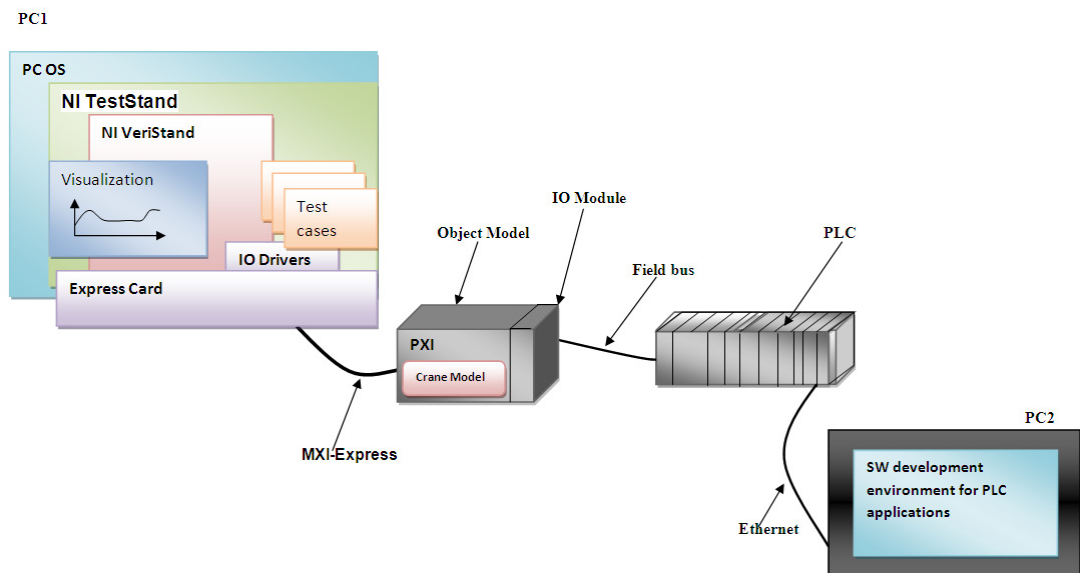 PC1
PC OS
NI TestStand
NI VeriStand
Visualization
Test
cases
IO Drivers
Express Card
IO Module
Object Model
PLC
Field bus
PXI
Crane Model
MXI-Express
PC2
SW development
environment for PLC
applications
Ethernet